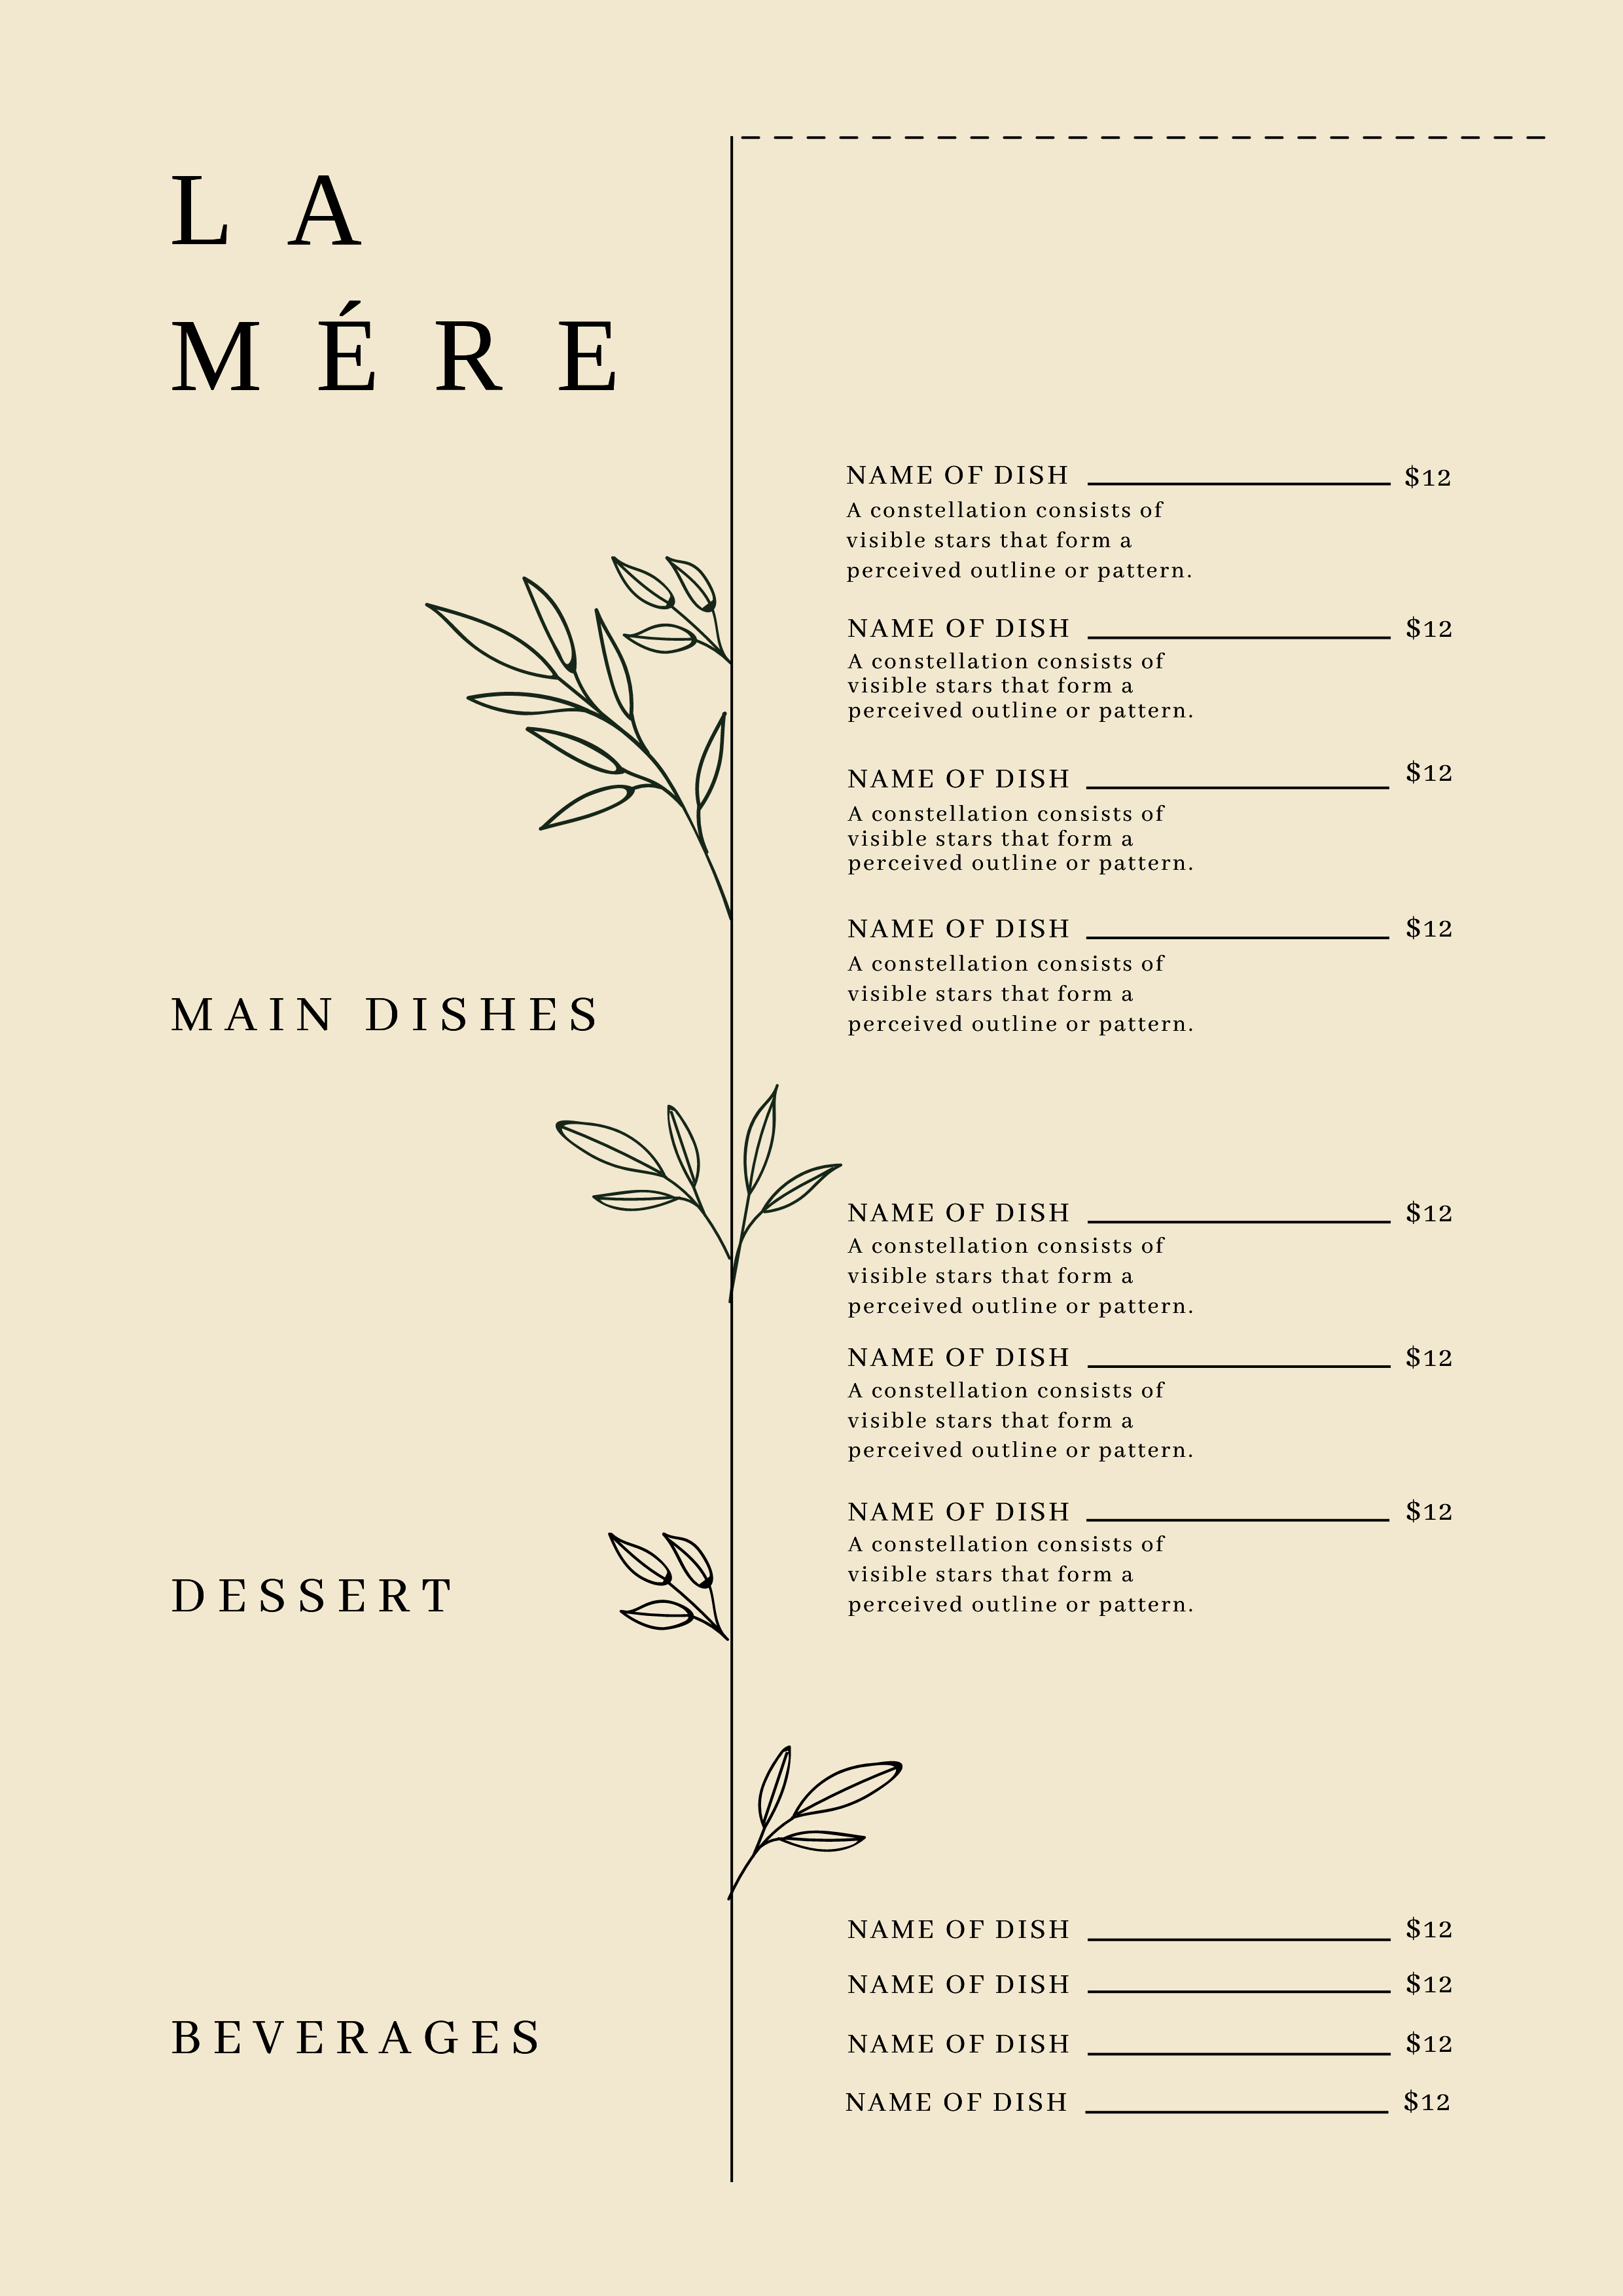 LA
MÉRE
NAME OF DISH $12
A constellation consists of
visible stars that form a
perceived outline or pattern.
NAME OF DISH $12
A constellation consists of
visible stars that form a
perceived outline or pattern.
NAME OF DISH $12
A constellation consists of
visible stars that form a
perceived outline or pattern.
NAME OF DISH $12
A constellation consists of
visible stars that form a
perceived outline or pattern.
MAIN DISHES
NAME OF DISH $12
A constellation consists of
visible stars that form a
perceived outline or pattern.
NAME OF DISH $12
A constellation consists of
visible stars that form a
perceived outline or pattern.
NAME OF DISH $12
A constellation consists of
visible stars that form a
perceived outline or pattern.
DESSERT
NAME OF DISH $12
NAME OF DISH $12
NAME OF DISH $12
NAME OF DISH $12
BEVERAGES